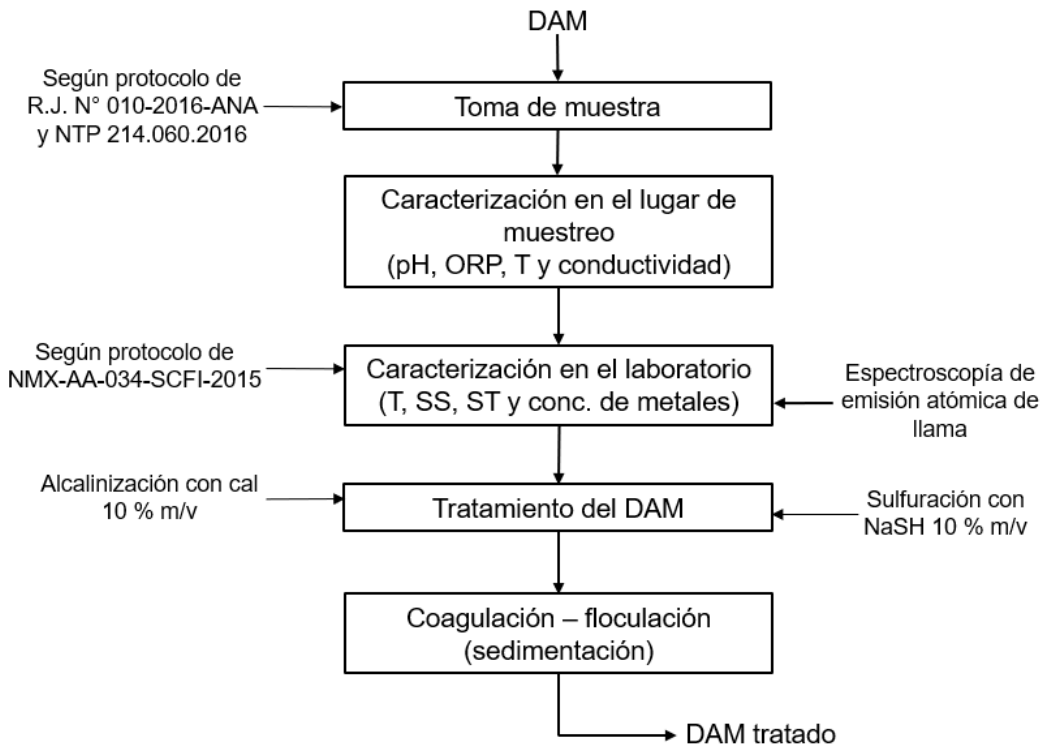 DAM
Según protocolo de
R.J. N° 010-2016-ANA
y NTP 214.060.2016
Toma de muestra
Caracterización en el lugar de
muestreo
(pH, ORP, T y conductividad)
Según protocolo de
NMX-AA-034-SCFI-2015
Caracterización en el laboratorio
(T, SS, ST y conc. de metales)
Espectroscopía de
emisión atómica de
llama
Alcalinización con cal
10 % m/v
Tratamiento del DAM
Sulfuración con
NaSH 10 % m/v
Coagulación – floculación
(sedimentación)
DAM tratado